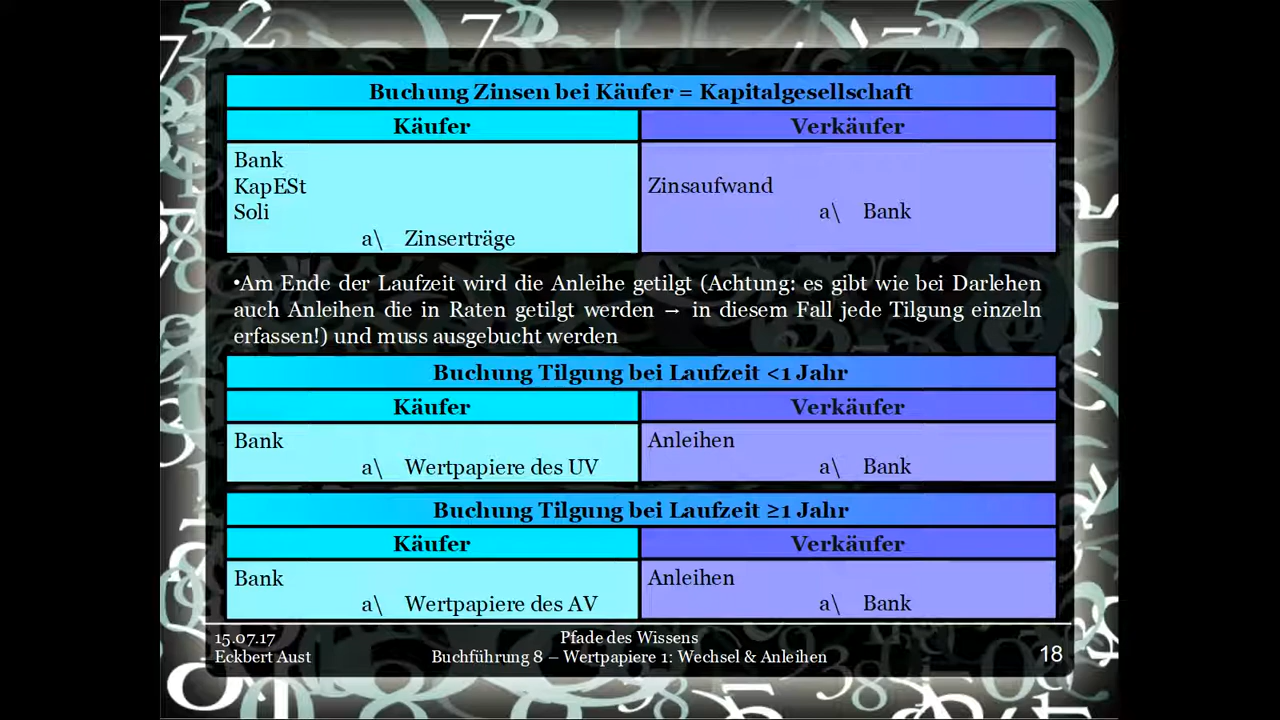 Buchung Zinsen bei Käufer = Kapitalgesellschaft
Käufer
Verkäufer
Bank
KapESt
Soli
a\ Zinserträge
Zinsaufwand
a\ Bank
•Am Ende der Laufzeit wird die Anleihe getilgt (Achtung: es gibt wie bei Darlehen
auch Anleihen die in Raten getilgt werden → in diesem Fall jede Tilgung einzeln
erfassen!) und muss ausgebucht werden
Buchung Tilgung bei Laufzeit <1 Jahr
Käufer
Verkäufer
Bank
a\ Wertpapiere des UV
Anleihen
a\ Bank
Buchung Tilgung bei Laufzeit ≥1 Jahr
Käufer
Verkäufer
Bank
a\ Wertpapiere des AV
Anleihen
a\ Bank
15.07.17
Eckbert Aust
Pfade des Wissens
Buchführung 8 – Wertpapiere 1: Wechsel & Anleihen
18